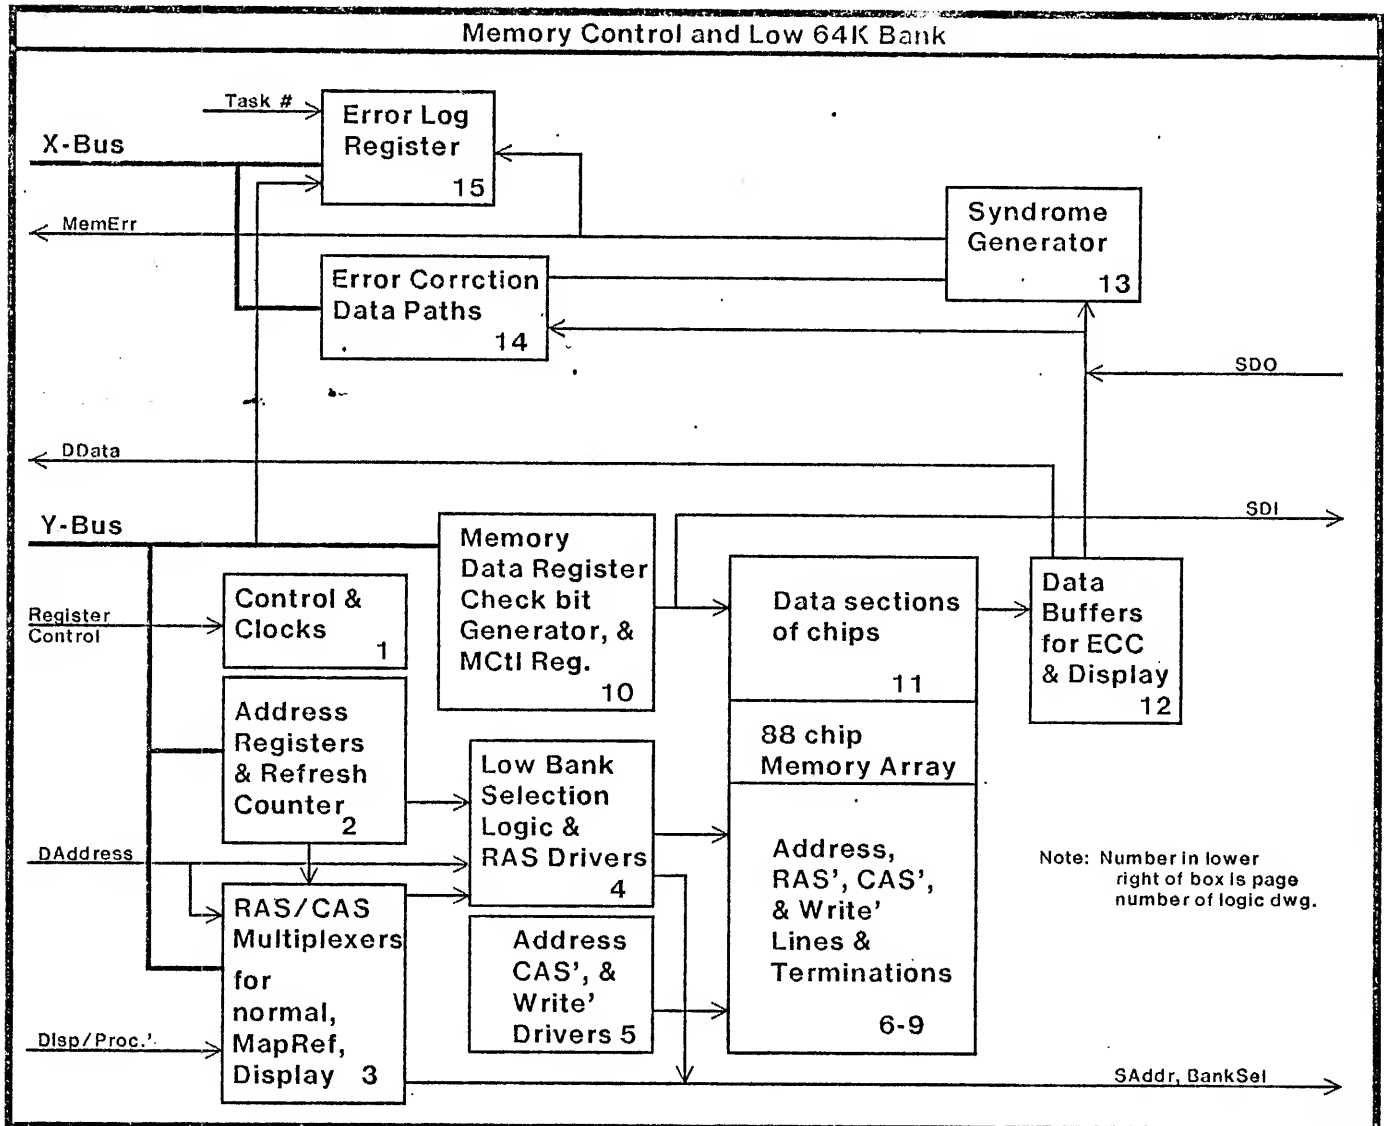 Memory Control and Low 64K Bank
Task #
Error Log
Register
15
X-Bus
MemErr
Syndrome
Generator
13
Error Corrction
Data Paths
14
SDO
DData
SDI
Y-Bus
Memory
Data Register
Check bit
Generator, &
MCtl Reg.
10
Register
Control
Control &
Clocks
1
Data sections
of chips
11
Data
Buffers
for ECC
& Display
12
Address
Registers
& Refresh
Counter
2
88 chip
Memory Array
Low Bank
Selection
Logic &
RAS Drivers
4
DAddress
RAS/CAS
Multiplexers
for
normal,
MapRef,
Display 3
Address
CAS', &
Write'
Drivers 5
Address,
RAS', CAS',
& Write'
Lines &
Terminations
6-9
Note: Number in lower
right of box is page
number of logic dwg.
Disp/Proc.'
SAddr, BankSel